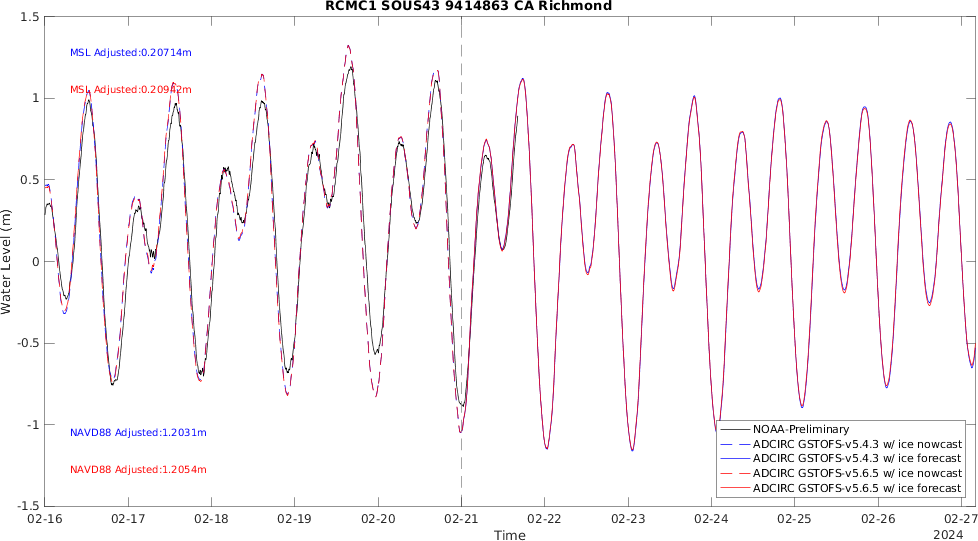 RCMC1 SOUS43 9414863 CA Richmond
1.5
MSL Adjusted:0.20714m
MSL Adjusted:0.20942m
1
0.5
0
-0.5
-1
-1.5
Water Level (m)
NAVD88 Adjusted:1.2031m
NAVD88 Adjusted:1.2054m
NOAA-Preliminary
ADCIRC GSTOFS-v5.4.3 w/ ice nowcast
ADCIRC GSTOFS-v5.4.3 w/ ice forecast
ADCIRC GSTOFS-v5.6.5 w/ ice nowcast
ADCIRC GSTOFS-v5.6.5 w/ ice forecast
02-16 02-17 02-18 02-19 02-20 02-21 02-22 02-23 02-24 02-25 02-26 02-27
Time
2024